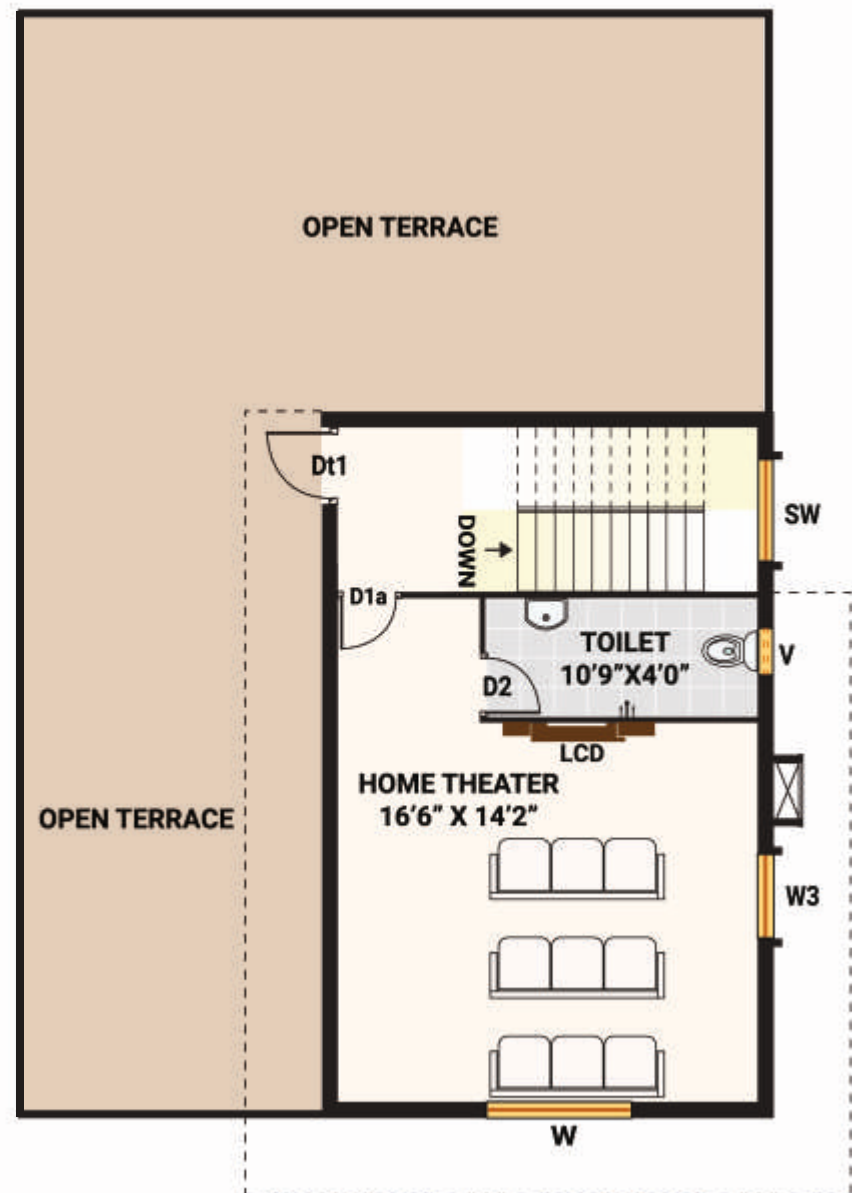 OPEN TERRACE
Dt1
DOWN
SW
D1a
TOILET
10’9”X4’0”
V
D2
LCD
HOME THEATER
16’6” X 14’2”
OPEN TERRACE
W3
W